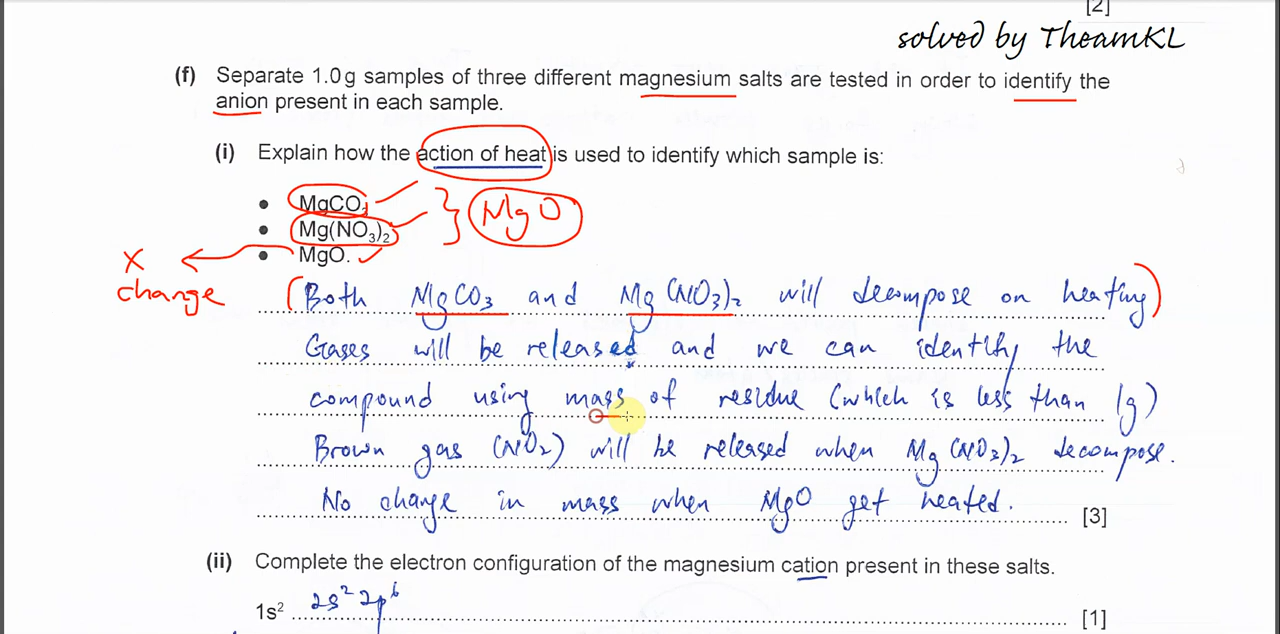 [2]
solved by TheamKL
(f) Separate 1.0 g samples of three different magnesium salts are tested in order to identify the
anion present in each sample.
(i) Explain how the action of heat is used to identify which sample is:
• MgCO3
• Mg(NO3)2
• MgO.
MgO
X
change
(Both MgCO3 and Mg(NO3)2 will decompose on heating)
Gases will be released and we can identify the
compound using mass of residue (which is less than 1g)
Brown gas (NO2) will be released when Mg(NO3)2 decompose.
No change in mass when MgO get heated.
[3]
(ii) Complete the electron configuration of the magnesium cation present in these salts.
1s² 2s² 2p⁶ [1]